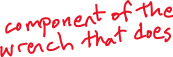 component of the
wrench that does